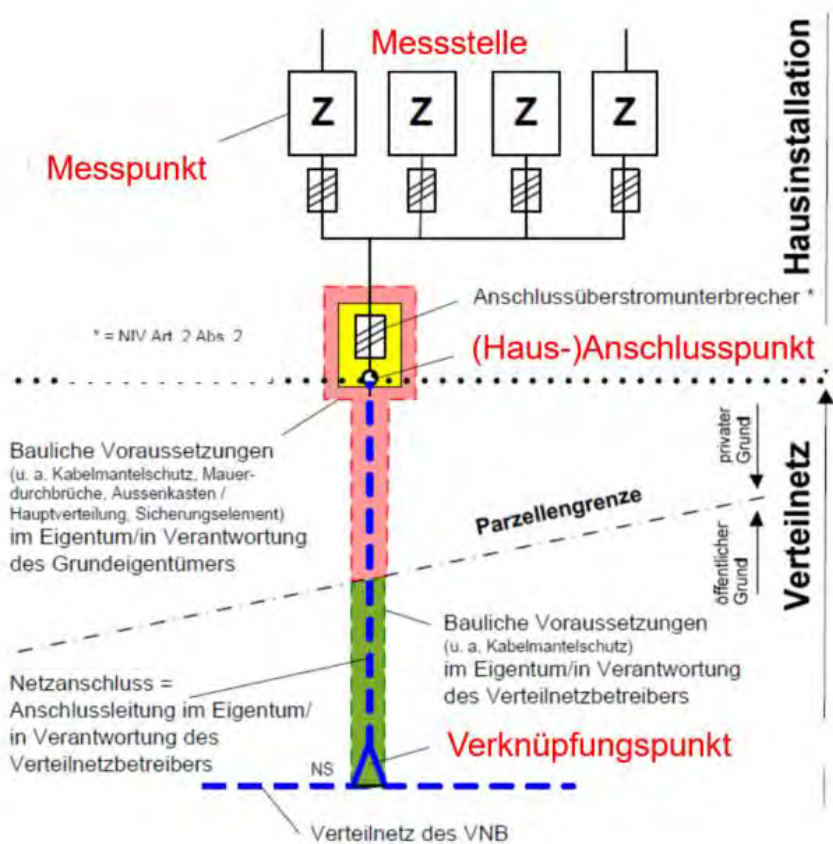 Messstelle
Z
Z
Z
Z
Messpunkt
Hausinstallation
Anschlussüberstromunterbrecher *
* = NIV Art. 2 Abs. 2
(Haus-)Anschlusspunkt
Bauliche Voraussetzungen
(u. a. Kabelmantelschutz, Mauer-
durchbrüche, Aussenkasten /
Hauptverteilung, Sicherungselement)
im Eigentum/in Verantwortung
des Grundeigentümers
privater
Grund
Parzellengrenze
öffentlicher
Grund
Verteilnetz
Bauliche Voraussetzungen
(u. a. Kabelmantelschutz)
im Eigentum/in Verantwortung
des Verteilnetzbetreibers
Netzanschluss =
Anschlussleitung im Eigentum/
in Verantwortung des
Verteilnetzbetreibers
Verknüpfungspunkt
NS
Verteilnetz des VNB